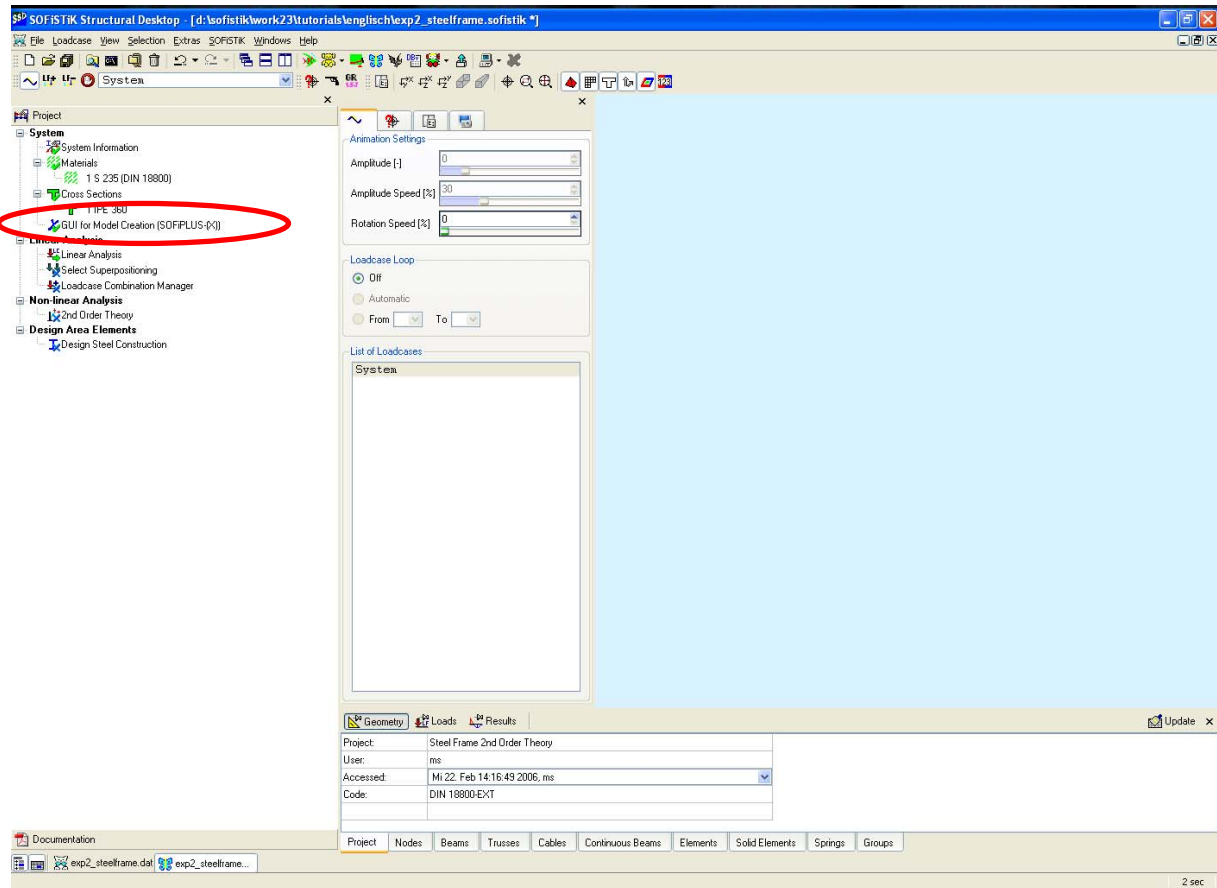 SOFiSTiK Structural Desktop - [d:\sofistik\work23\tutorials\englisch\exp2_steelframe.sofistik *]
File Loadcase View Selection Extras SOFiSTiK Windows Help
System
Project
System
System Information
Materials
1 S 235 (DIN 18800)
Cross Sections
1 IPE 360
GUI for Model Creation (SOFiPLUS-(X))
Linear Analysis
Linear Analysis
Select Superpositioning
Loadcase Combination Manager
Non-linear Analysis
2nd Order Theory
Design Area Elements
Design Steel Construction
Animation Settings
Amplitude [-] 0
Amplitude Speed [%] 30
Rotation Speed [%] 0
Loadcase Loop
Off
Automatic
From To
List of Loadcases
System
Geometry Loads Results Update
Project: Steel Frame 2nd Order Theory
User: ms
Accessed: Mi 22. Feb 14:16:49 2006, ms
Code: DIN 18800-EXT
Project Nodes Beams Trusses Cables Continuous Beams Elements Solid Elements Springs Groups
Documentation
exp2_steelframe.dat exp2_steelframe...
2 sec